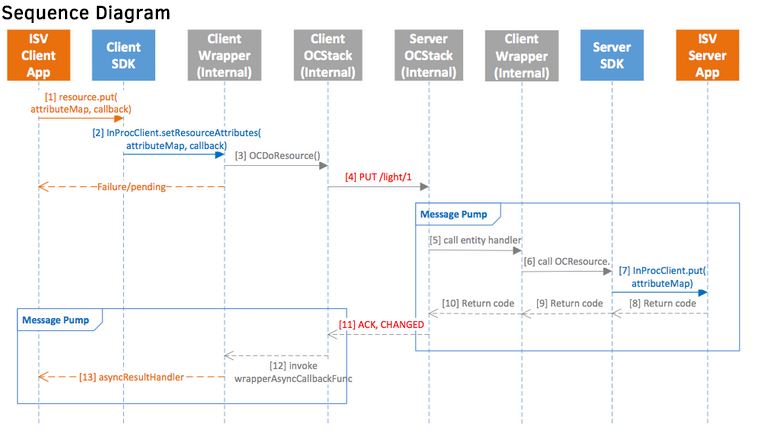 Sequence Diagram
ISV
Client
App
Client
SDK
Client
Wrapper
(Internal)
Client
OCStack
(Internal)
Server
OCStack
(Internal)
Client
Wrapper
(Internal)
Server
SDK
ISV
Server
App
[1] resource.put(
attributeMap, callback)
[2] InProcClient.setResourceAttributes(
attributeMap, callback)
[3] OCDoResource()
[4] PUT /light/1
Failure/pending
Message Pump
[5] call entity handler
[6] call OCResource.
[7] InProcClient.put(
attributeMap)
[10] Return code
[9] Return code
[8] Return code
Message Pump
[11] ACK, CHANGED
[12] invoke
wrapperAsyncCallbackFunc
[13] asyncResultHandler